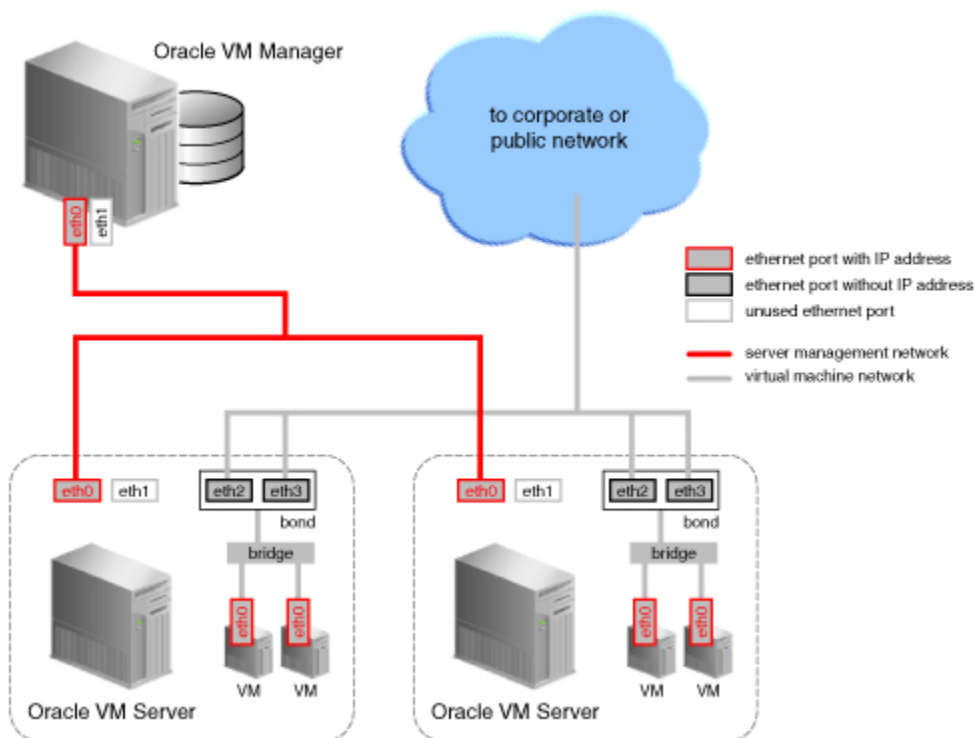 Oracle VM Manager
to corporate or
public network
eth0
eth1
ethernet port with IP address
ethernet port without IP address
unused ethernet port
server management network
virtual machine network
eth0
eth1
eth2
eth3
bond
bridge
eth0
eth0
VM
VM
Oracle VM Server
eth0
eth1
eth2
eth3
bond
bridge
eth0
eth0
VM
VM
Oracle VM Server